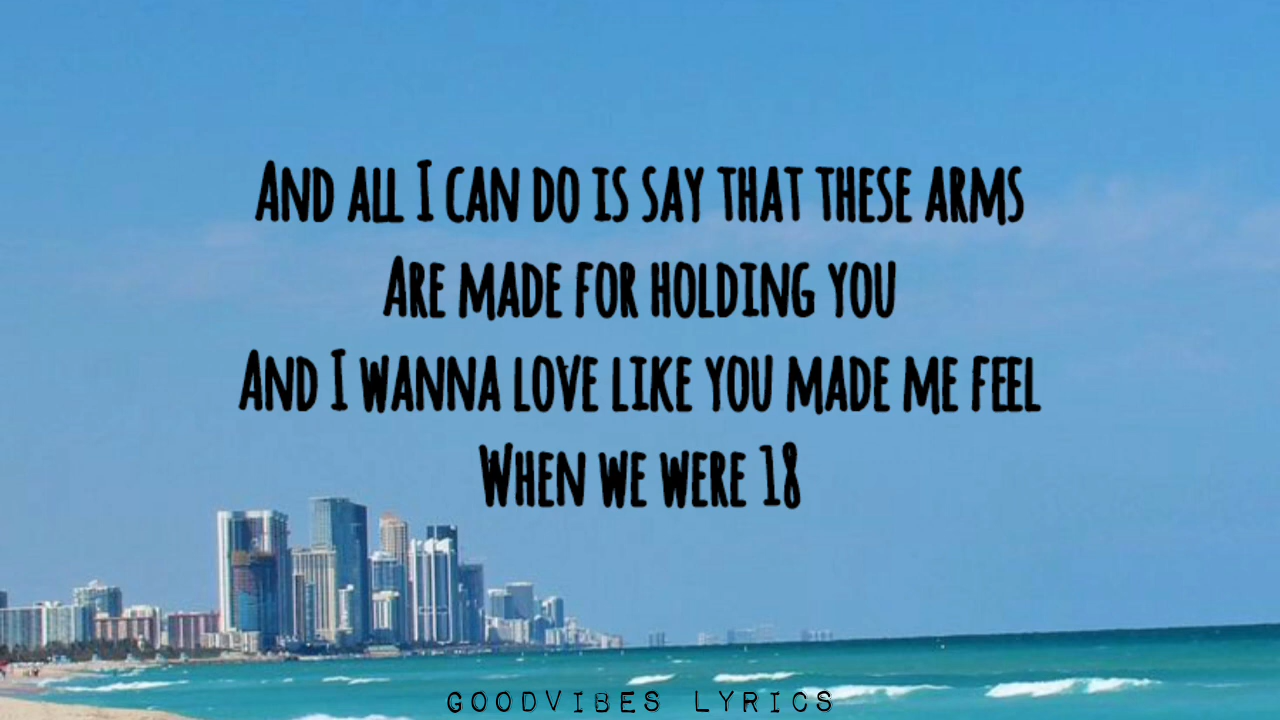 And all I can do is say that these arms
Are made for holding you
And I wanna love like you made me feel
When we were 18
GOODVIBES LYRICS